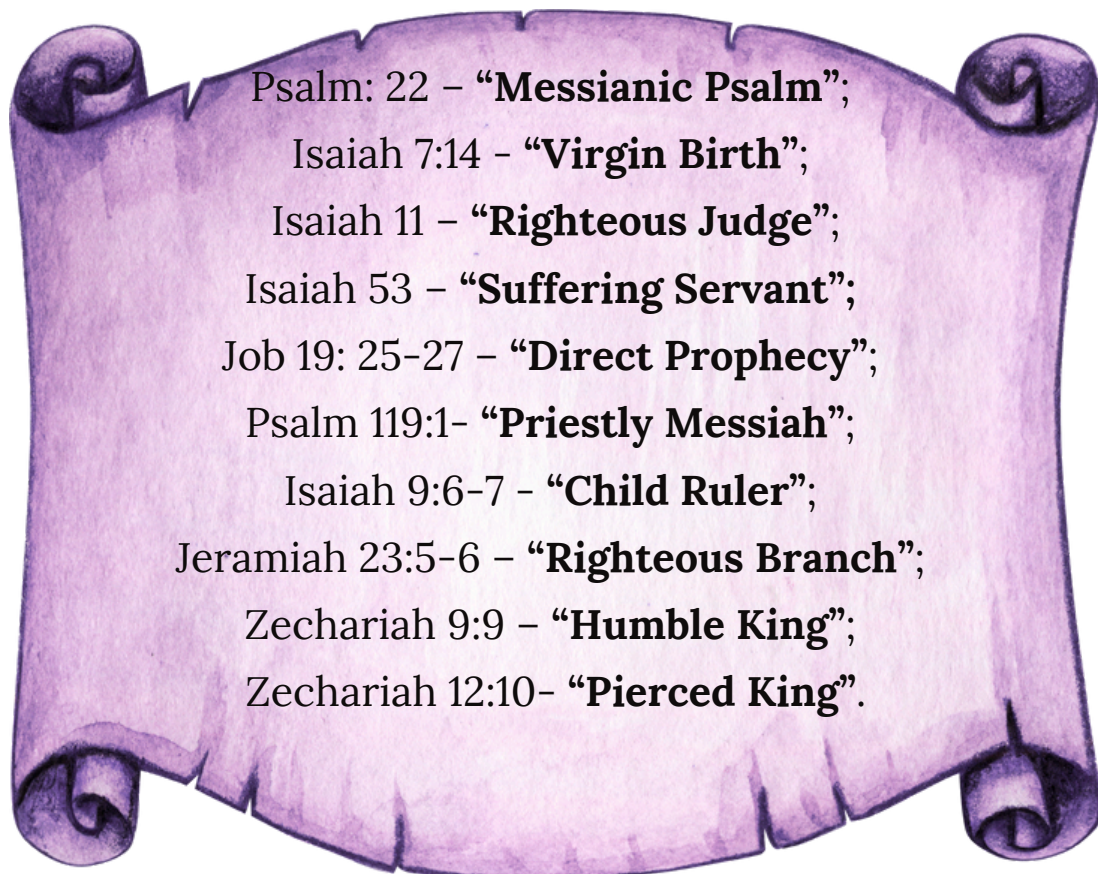 Psalm: 22 – “Messianic Psalm”;
Isaiah 7:14 - “Virgin Birth”;
Isaiah 11 – “Righteous Judge”;
Isaiah 53 – “Suffering Servant”;
Job 19: 25-27 – “Direct Prophecy”;
Psalm 119:1- “Priestly Messiah”;
Isaiah 9:6-7 - “Child Ruler”;
Jeramiah 23:5-6 – “Righteous Branch”;
Zechariah 9:9 – “Humble King”;
Zechariah 12:10- “Pierced King”.